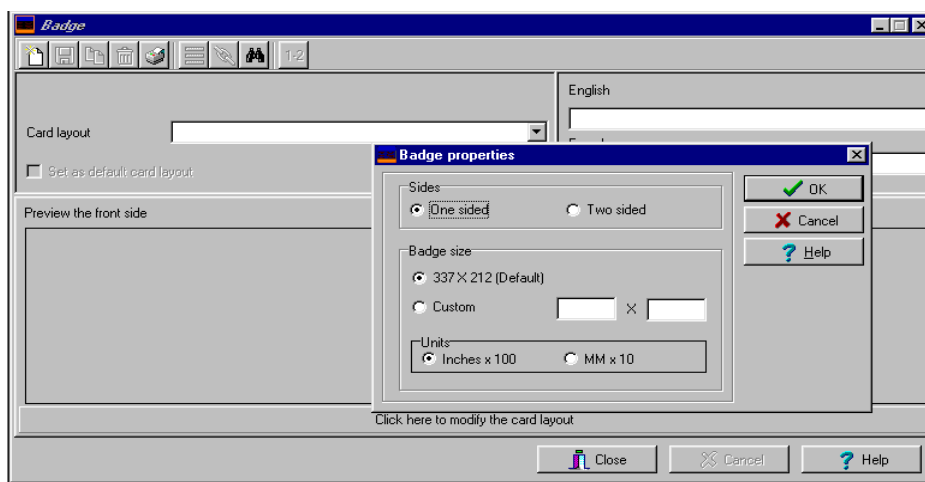 Badge
1-2
English
Card layout
Badge properties
Set as default card layout
Sides
One sided
Two sided
OK
Cancel
Help
Preview the front side
Badge size
337 X 212 (Default)
Custom
X
Units
Inches x 100
MM x 10
Click here to modify the card layout
Close
Cancel
Help